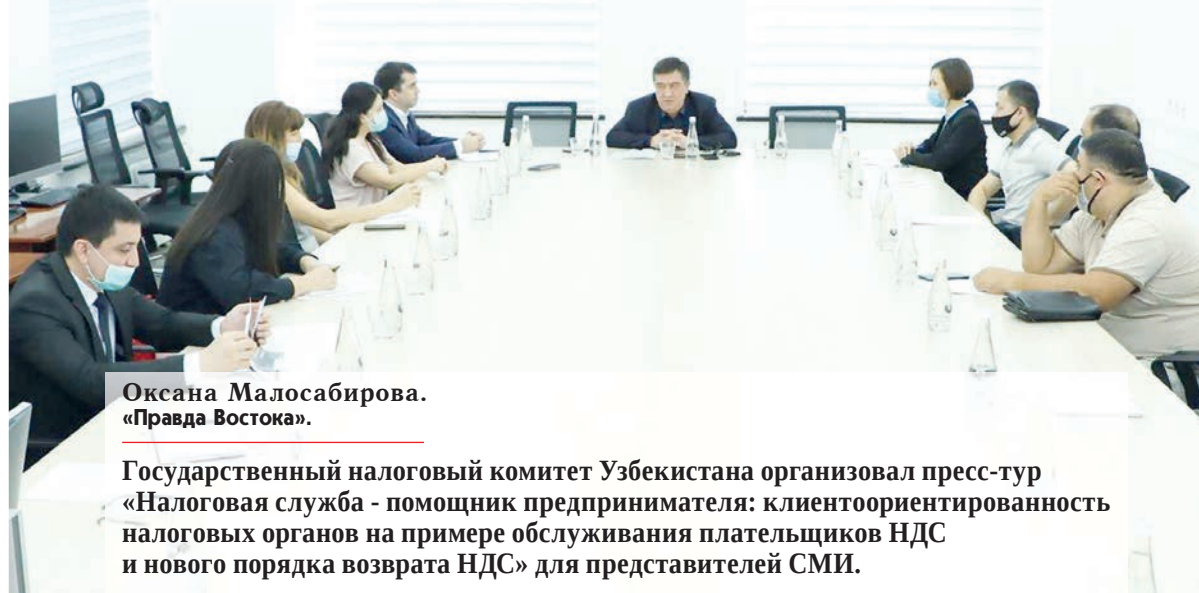 Оксана Малосабирова.
«Правда Востока».
Государственный налоговый комитет Узбекистана организовал пресс-тур
«Налоговая служба - помощник предпринимателя: клиентоориентированность
налоговых органов на примере обслуживания плательщиков НДС
и нового порядка возврата НДС» для представителей СМИ.